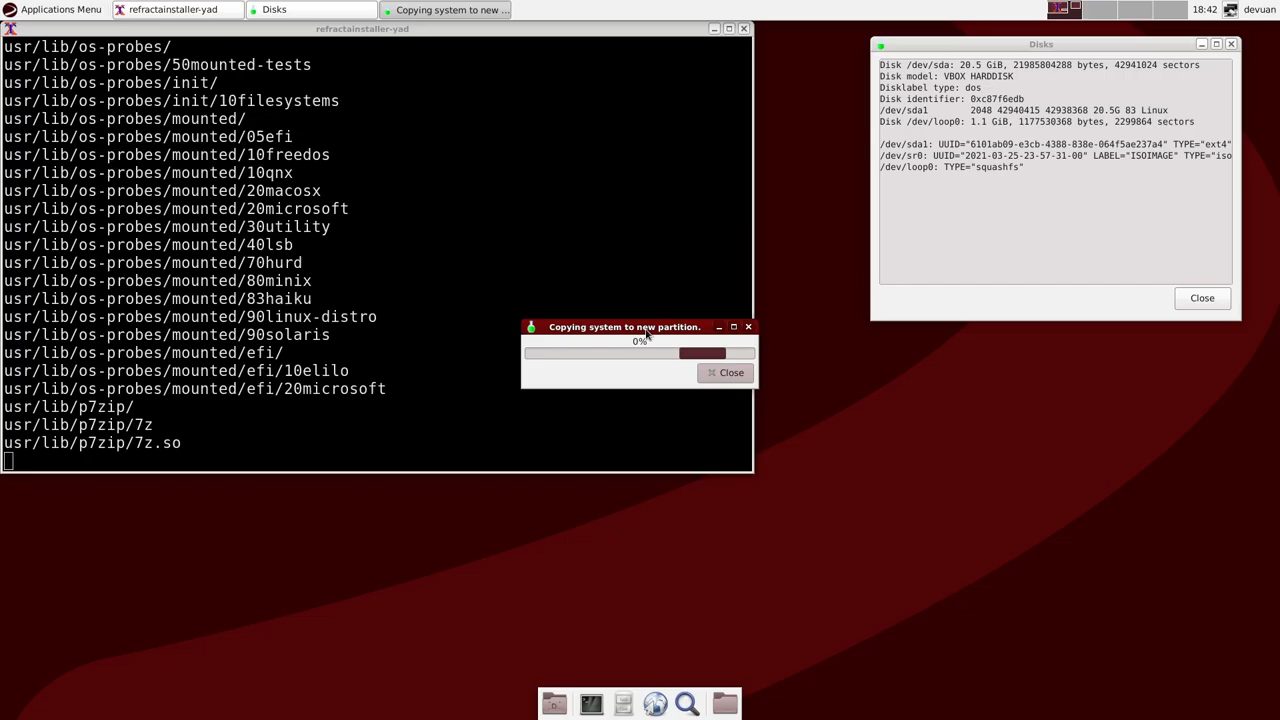 Applications Menu
refractainstaller-yad
Disks
Copying system to new ...
18:42
devuan
refractainstaller-yad
usr/lib/os-probes/
usr/lib/os-probes/50mounted-tests
usr/lib/os-probes/init/
usr/lib/os-probes/init/10filesystems
usr/lib/os-probes/mounted/
usr/lib/os-probes/mounted/05efi
usr/lib/os-probes/mounted/10freedos
usr/lib/os-probes/mounted/10qnx
usr/lib/os-probes/mounted/20macosx
usr/lib/os-probes/mounted/20microsoft
usr/lib/os-probes/mounted/30utility
usr/lib/os-probes/mounted/40lsb
usr/lib/os-probes/mounted/70hurd
usr/lib/os-probes/mounted/80minix
usr/lib/os-probes/mounted/83haiku
usr/lib/os-probes/mounted/90linux-distro
usr/lib/os-probes/mounted/90solaris
usr/lib/os-probes/mounted/efi/
usr/lib/os-probes/mounted/efi/10elilo
usr/lib/os-probes/mounted/efi/20microsoft
usr/lib/p7zip/
usr/lib/p7zip/7z
usr/lib/p7zip/7z.so
Copying system to new partition.
0%
Close
Disks
Disk /dev/sda: 20.5 GiB, 21985804288 bytes, 42941024 sectors
Disk model: VBOX HARDDISK
Disklabel type: dos
Disk identifier: 0xc87f6edb
/dev/sda1 2048 42940415 42938368 20.5G 83 Linux
Disk /dev/loop0: 1.1 GiB, 1177530368 bytes, 2299864 sectors
/dev/sda1: UUID="6101ab09-e3cb-4388-838e-064f5ae237a4" TYPE="ext4"
/dev/sr0: UUID="2021-03-25-23-57-31-00" LABEL="ISOIMAGE" TYPE="iso
/dev/loop0: TYPE="squashfs"
Close